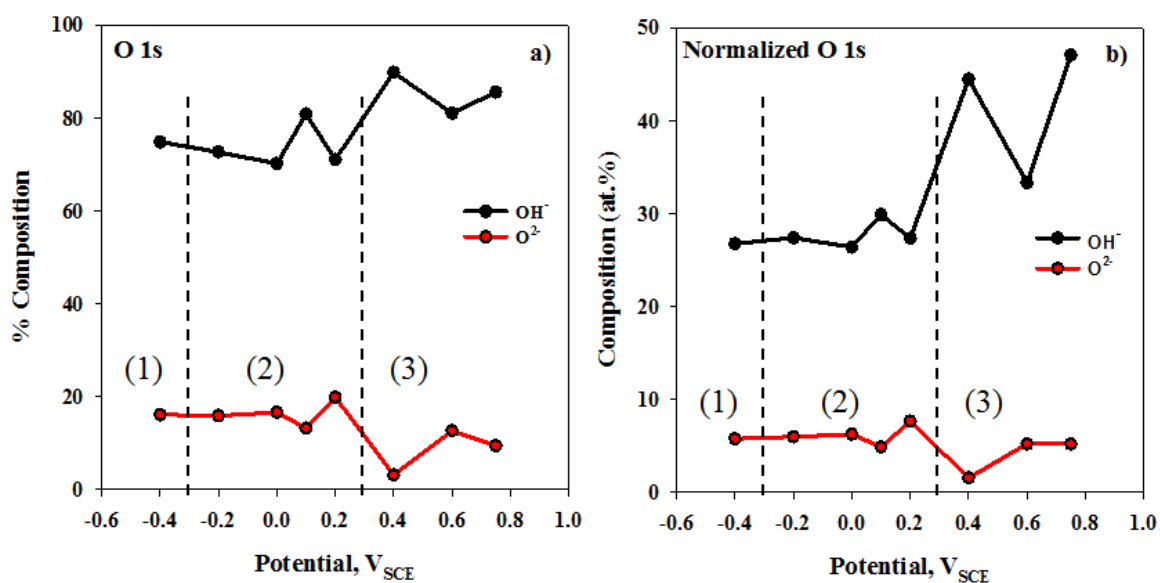 O 1s
a)
100
80
60
40
20
0
% Composition
OH⁻
O²⁻
(1)
(2)
(3)
-0.6 -0.4 -0.2 0.0 0.2 0.4 0.6 0.8 1.0
Potential, V_SCE
Normalized O 1s
b)
50
40
30
20
10
0
Composition (at.%)
OH⁻
O²⁻
(1)
(2)
(3)
-0.6 -0.4 -0.2 0.0 0.2 0.4 0.6 0.8 1.0
Potential, V_SCE